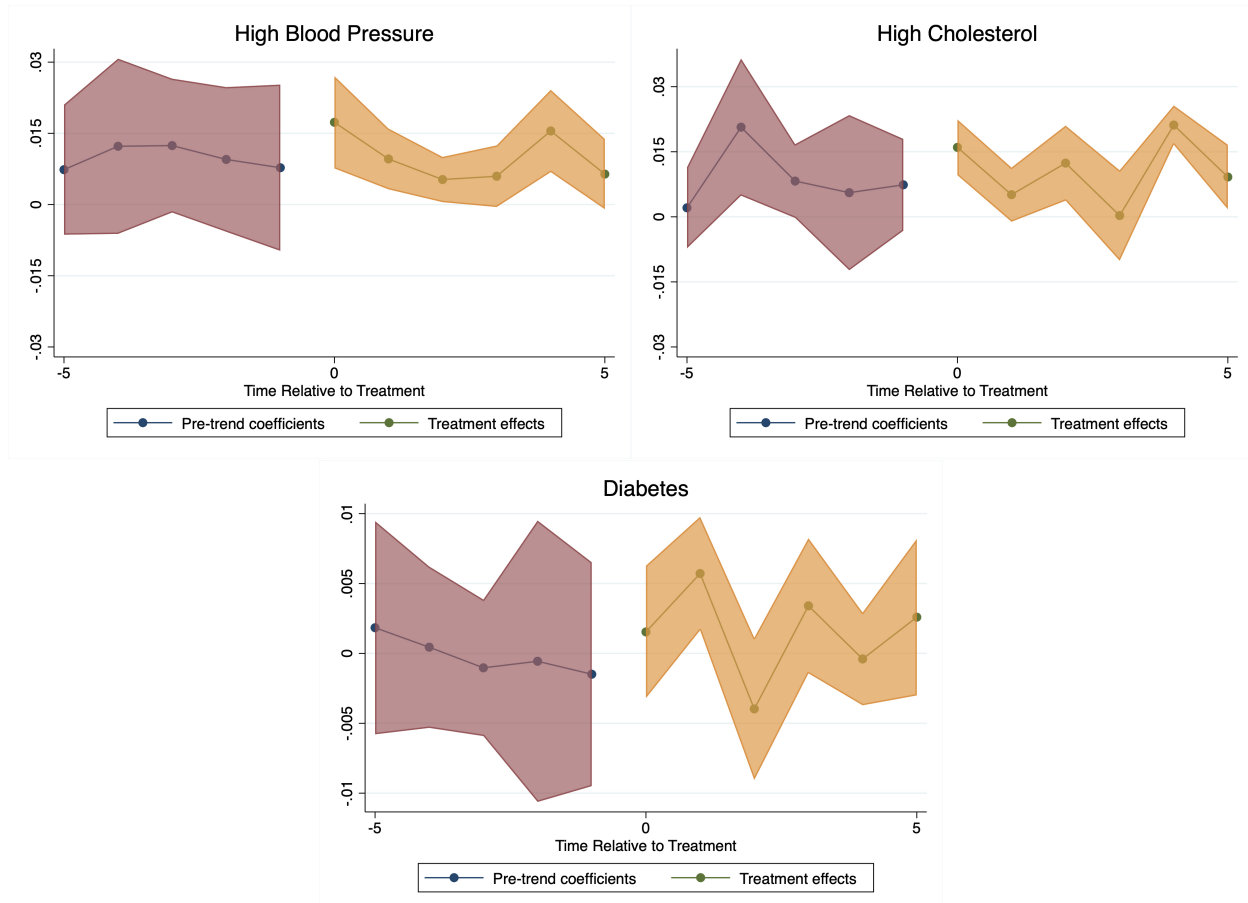 High Blood Pressure
.03
.015
0
-.015
-.03
-5
0
5
Time Relative to Treatment
Pre-trend coefficients
Treatment effects
High Cholesterol
.03
.015
0
-.015
-.03
-5
0
5
Time Relative to Treatment
Pre-trend coefficients
Treatment effects
Diabetes
.01
.005
0
-.005
-.01
-5
0
5
Time Relative to Treatment
Pre-trend coefficients
Treatment effects